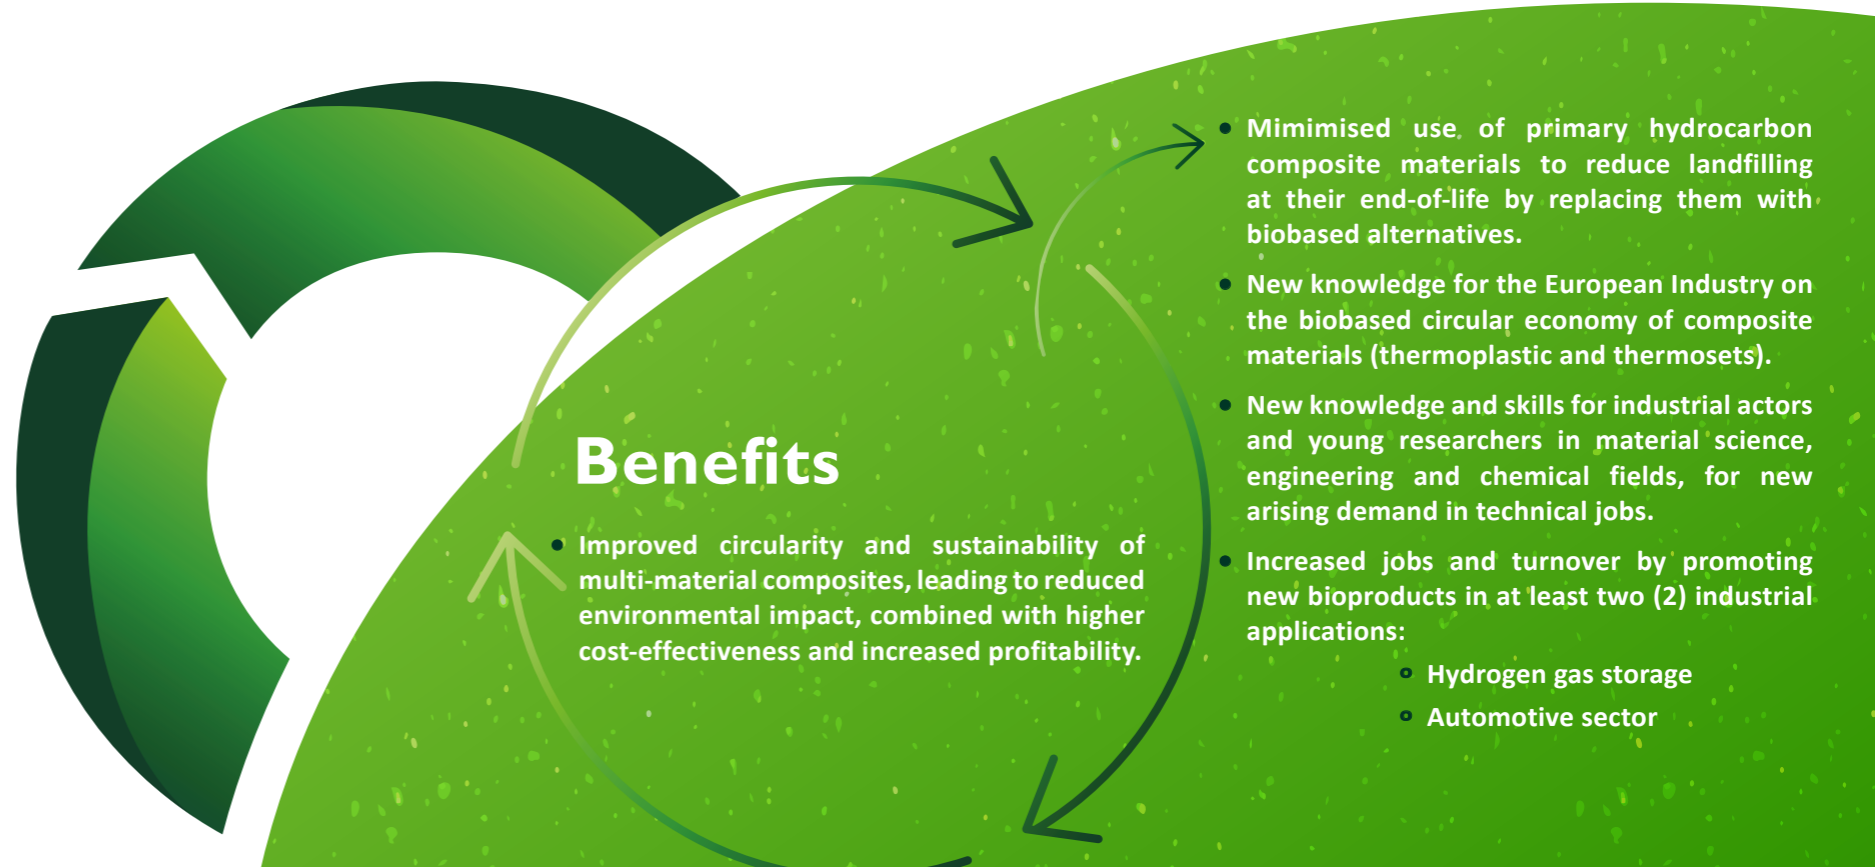 Benefits
• Improved circularity and sustainability of
multi-material composites, leading to reduced
environmental impact, combined with higher
cost-effectiveness and increased profitability.
• Mimimised use of primary hydrocarbon
composite materials to reduce landfilling
at their end-of-life by replacing them with
biobased alternatives.
• New knowledge for the European Industry on
the biobased circular economy of composite
materials (thermoplastic and thermosets).
• New knowledge and skills for industrial actors
and young researchers in material science,
engineering and chemical fields, for new
arising demand in technical jobs.
• Increased jobs and turnover by promoting
new bioproducts in at least two (2) industrial
applications:
⚬ Hydrogen gas storage
⚬ Automotive sector